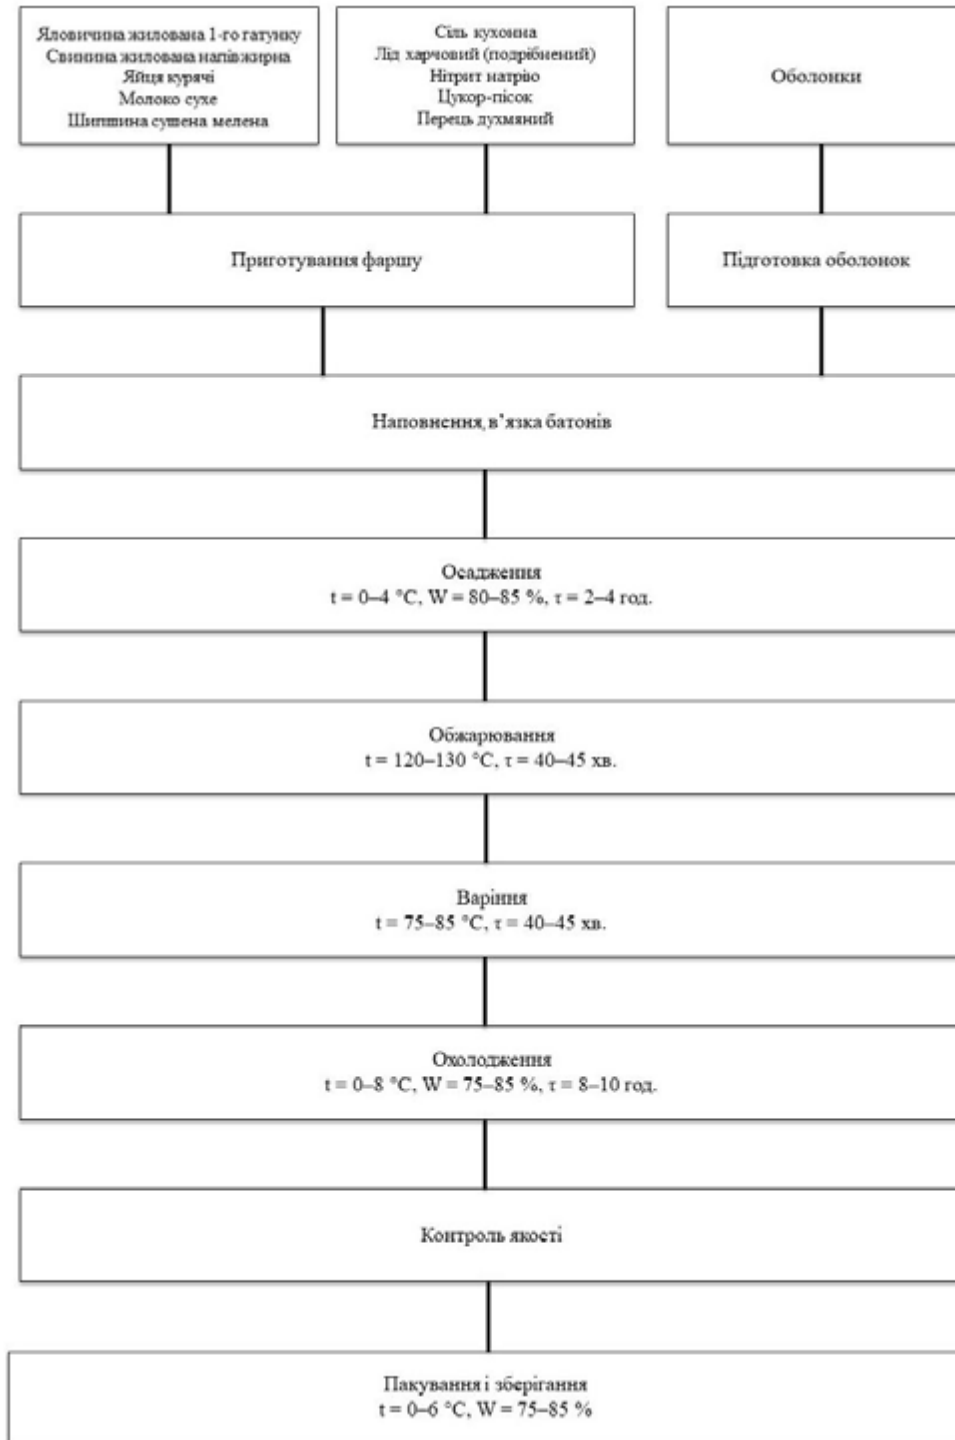 Яловичина жилована 1-го гатунку
Свинина жилована напівжирна
Яйця курячі
Молоко сухе
Шипшина сушена мелена
Сіль кухонна
Лід харчовий (подрібнений)
Нітрит натрію
Цукор-пісок
Перець духмяний
Оболонки
Приготування фаршу
Підготовка оболонок
Наповнення, в'язка батонів
Осадження
t = 0–4 °C, W = 80–85 %, τ = 2–4 год.
Обжарювання
t = 120–130 °C, τ = 40–45 хв.
Варіння
t = 75–85 °C, τ = 40–45 хв.
Охолодження
t = 0–8 °C, W = 75–85 %, τ = 8–10 год.
Контроль якості
Пакування і зберігання
t = 0–6 °C, W = 75–85 %